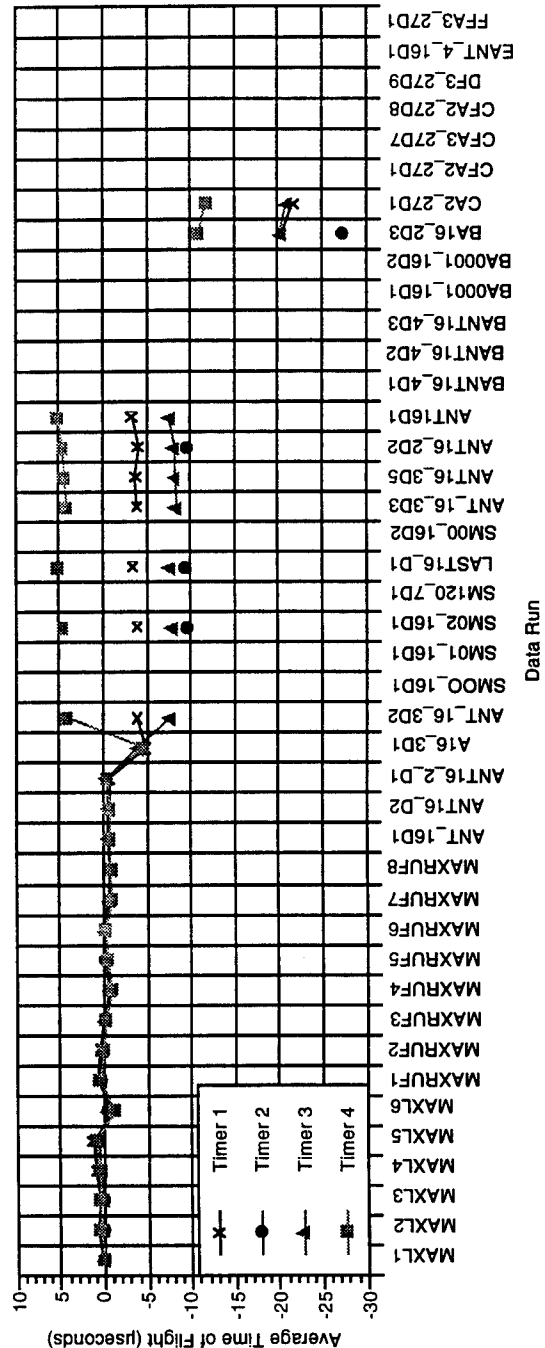 Average Time of Flight (µseconds)
10
5
0
-5
-10
-15
-20
-25
-30
Timer 1
Timer 2
Timer 3
Timer 4
MAXL1
MAXL2
MAXL3
MAXL4
MAXL5
MAXL6
MAXRUF1
MAXRUF2
MAXRUF3
MAXRUF4
MAXRUF5
MAXRUF6
MAXRUF7
MAXRUF8
ANT_16D1
ANT16_D2
ANT16_2_D1
A16_3D1
ANT_16_3D2
SMOO_16D1
SM01_16D1
SM02_16D1
SM120_7D1
LAST16_D1
SM00_16D2
ANT_16_3D3
ANT16_3D5
ANT16_2D2
ANT16D1
BANT16_4D1
BANT16_4D2
BANT16_4D3
BA0001_16D1
BA0001_16D2
BA16_2D3
CA2_27D1
CFA2_27D1
CFA3_27D7
CFA2_27D8
DF3_27D9
EANT_4_16D1
FFA3_27D1
Data Run